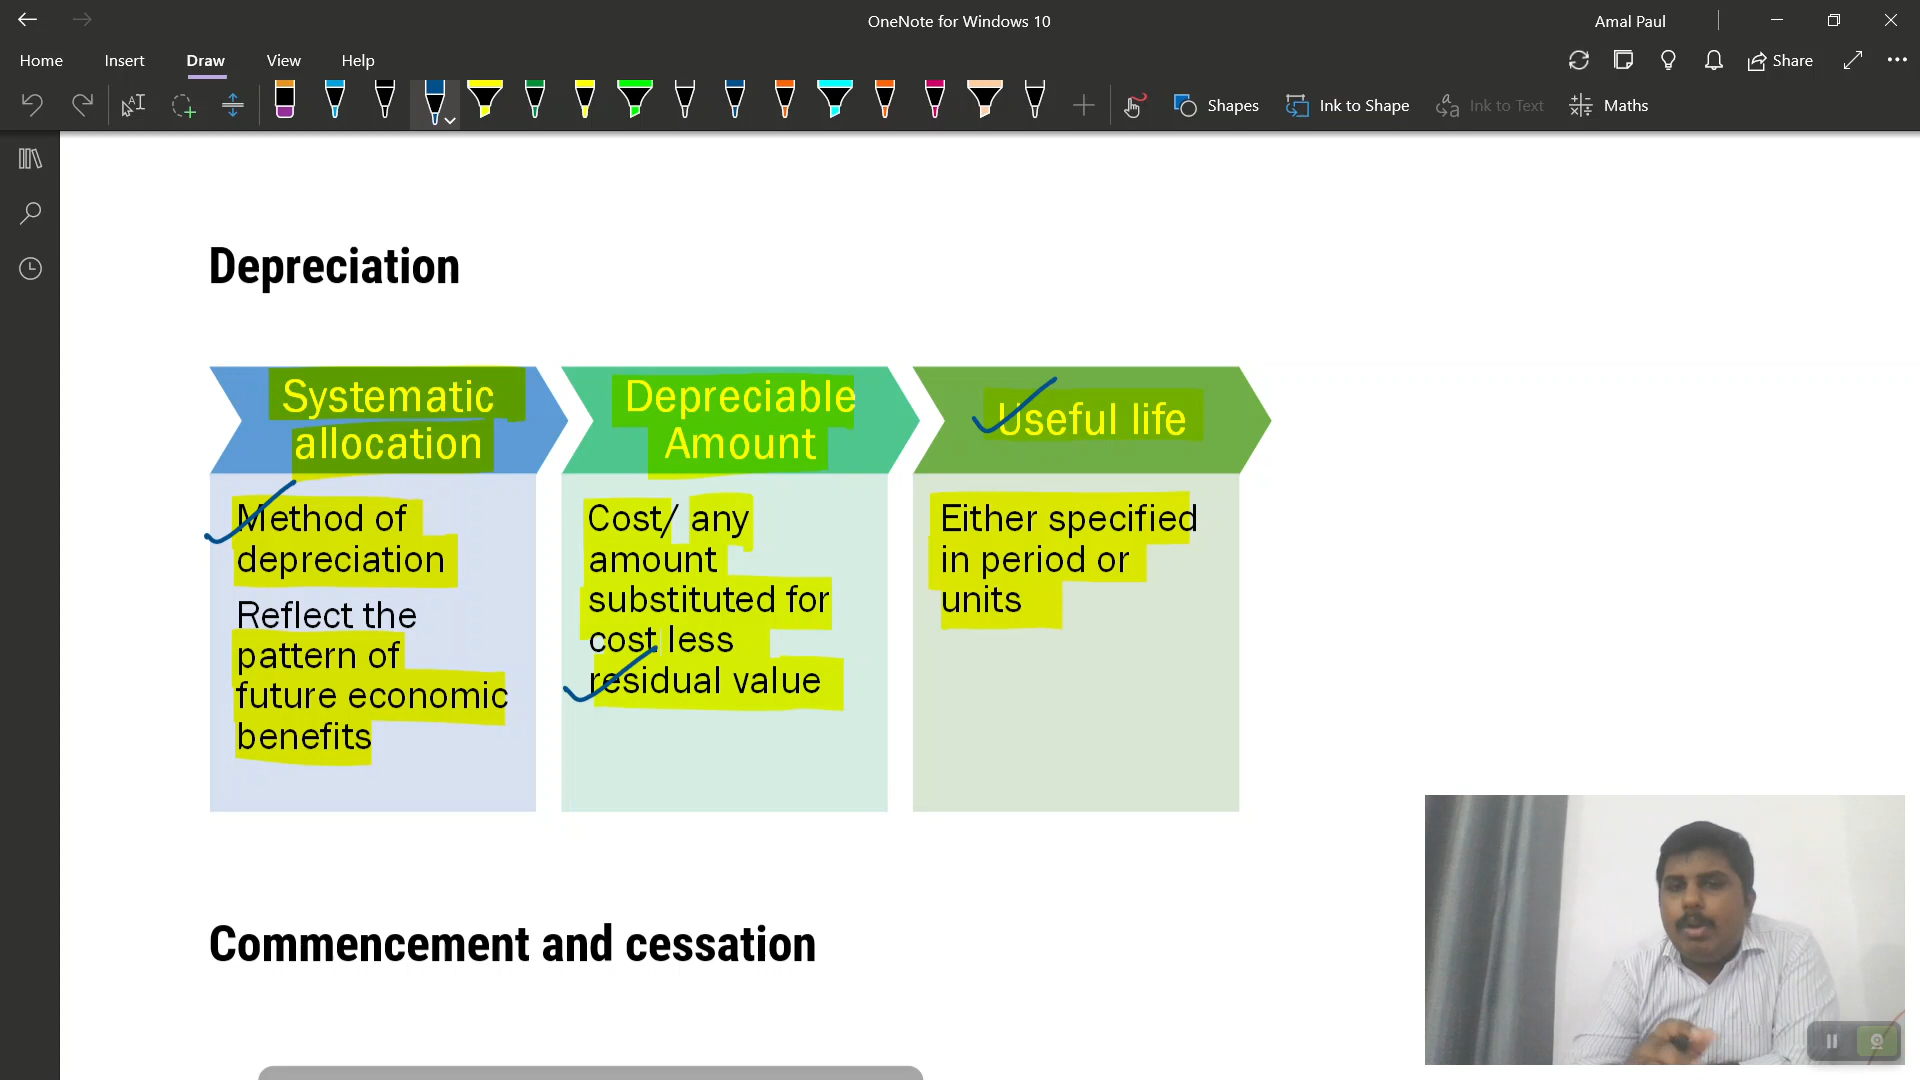 OneNote for Windows 10
Amal Paul
Home
Insert
Draw
View
Help
Share
Shapes
Ink to Shape
Ink to Text
Maths
Depreciation
Systematic
allocation
Method of
depreciation
Reflect the
pattern of
future economic
benefits
Depreciable
Amount
Cost/ any
amount
substituted for
cost less
residual value
Useful life
Either specified
in period or
units
Commencement and cessation